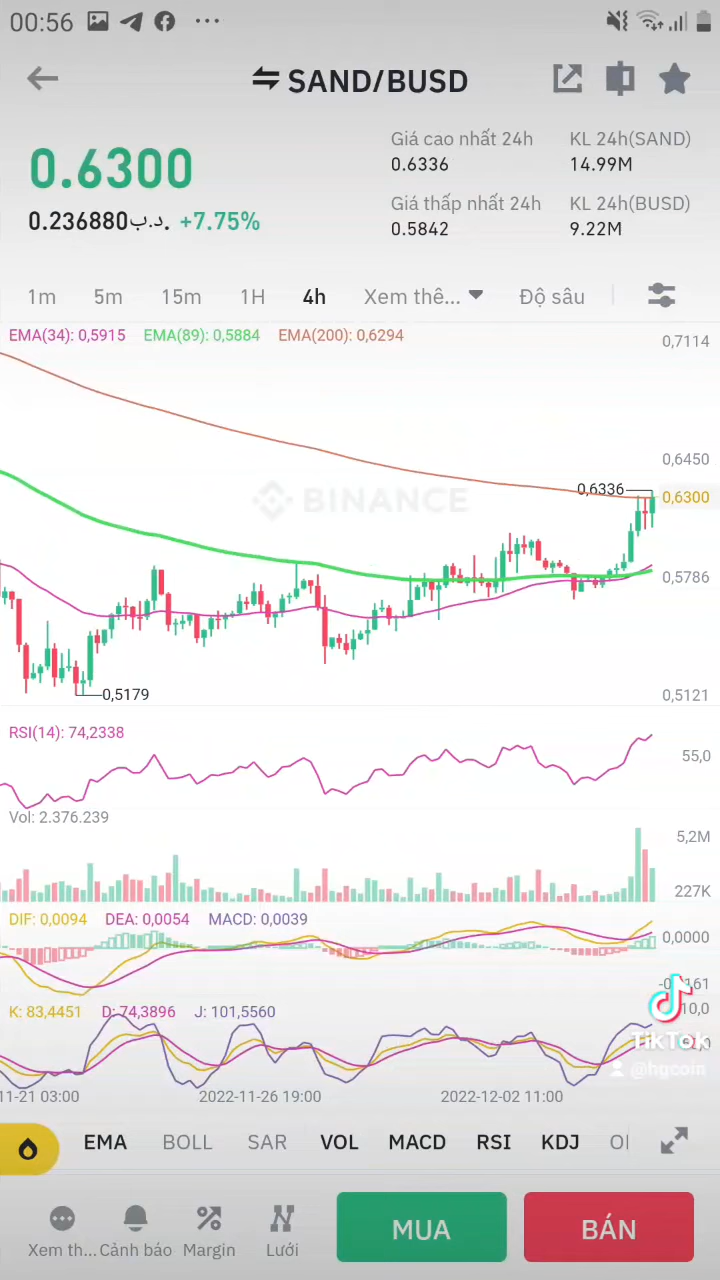 00:56
SAND/BUSD
0.6300
0.236880د.ب. +7.75%
Giá cao nhất 24h
0.6336
KL 24h(SAND)
14.99M
Giá thấp nhất 24h
0.5842
KL 24h(BUSD)
9.22M
1m 5m 15m 1H 4h Xem thê... Độ sâu
EMA(34): 0,5915 EMA(89): 0,5884 EMA(200): 0,6294
0,7114
0,6450
0,6336
0,6300
BINANCE
0,5786
0,5179
0,5121
RSI(14): 74,2338
55,0
Vol: 2.376.239
5,2M
227K
DIF: 0,0094 DEA: 0,0054 MACD: 0,0039
0,0000
K: 83,4451 D: 74,3896 J: 101,5560
TikTok
@hgcoin
11-21 03:00 2022-11-26 19:00 2022-12-02 11:00
EMA BOLL SAR VOL MACD RSI KDJ
Xem th... Cảnh báo Margin Lưới
MUA
BÁN